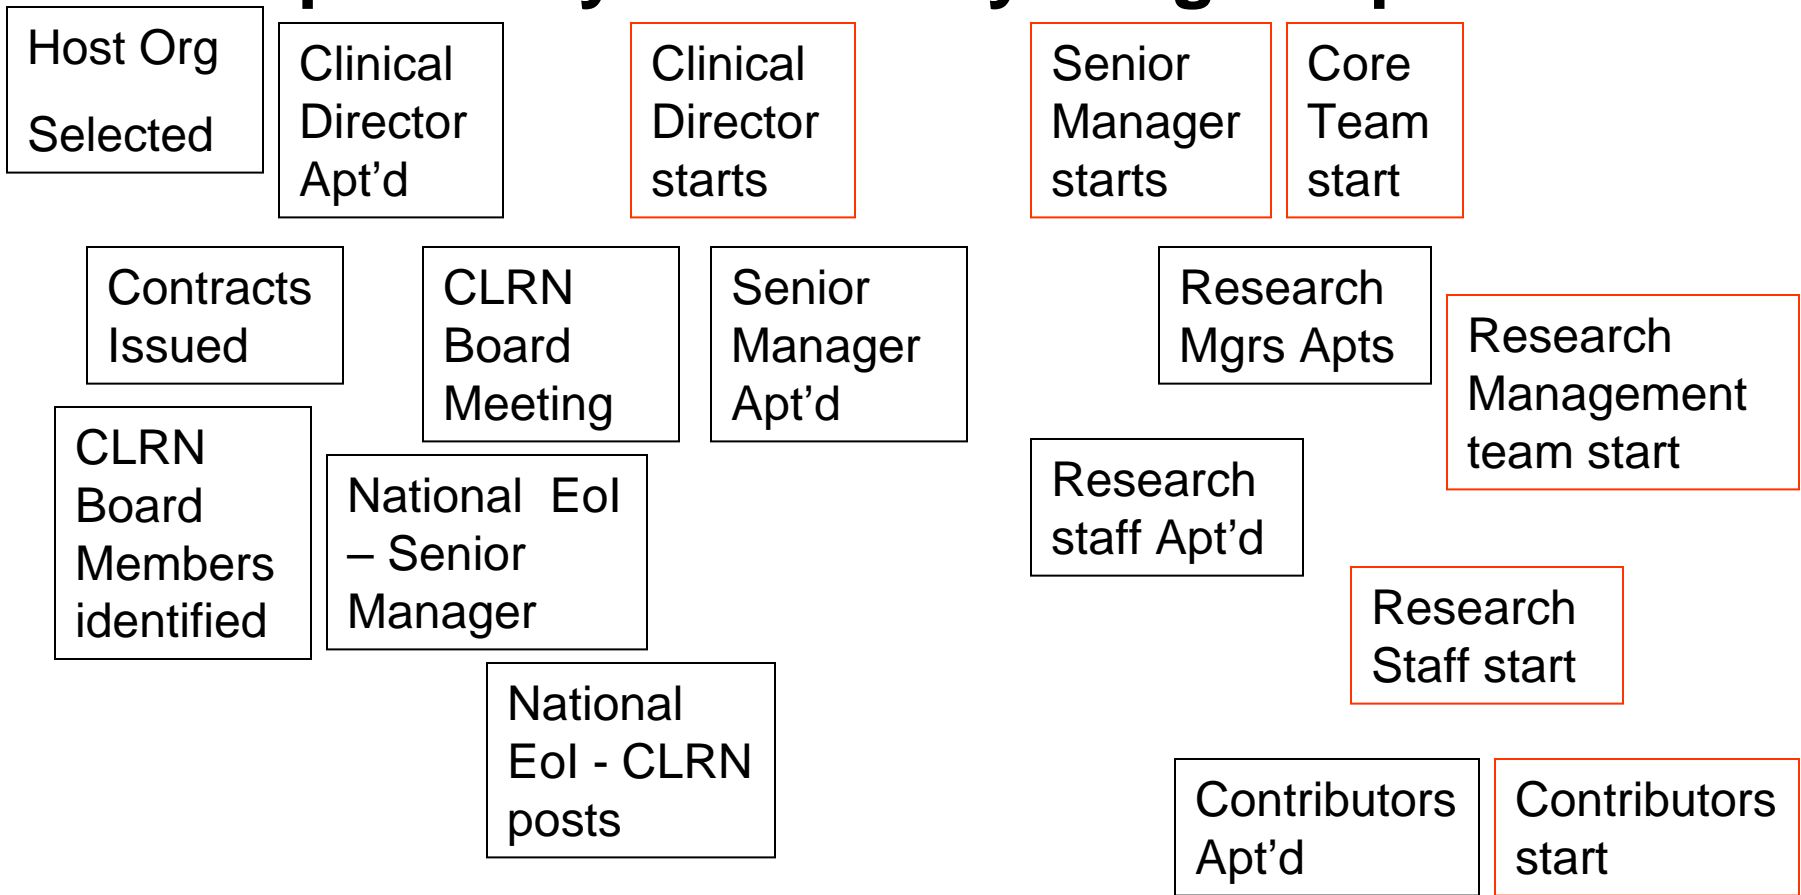 Host Org
Selected
Clinical
Director
Apt’d
Clinical
Director
starts
Senior
Manager
starts
Core
Team
start
Contracts
Issued
CLRN
Board
Meeting
Senior
Manager
Apt’d
Research
Mgrs Apts
Research
Management
team start
CLRN
Board
Members
identified
National  EoI
– Senior
Manager
Research
staff Apt’d
Research
Staff start
National
EoI - CLRN
posts
Contributors
Apt’d
Contributors
start